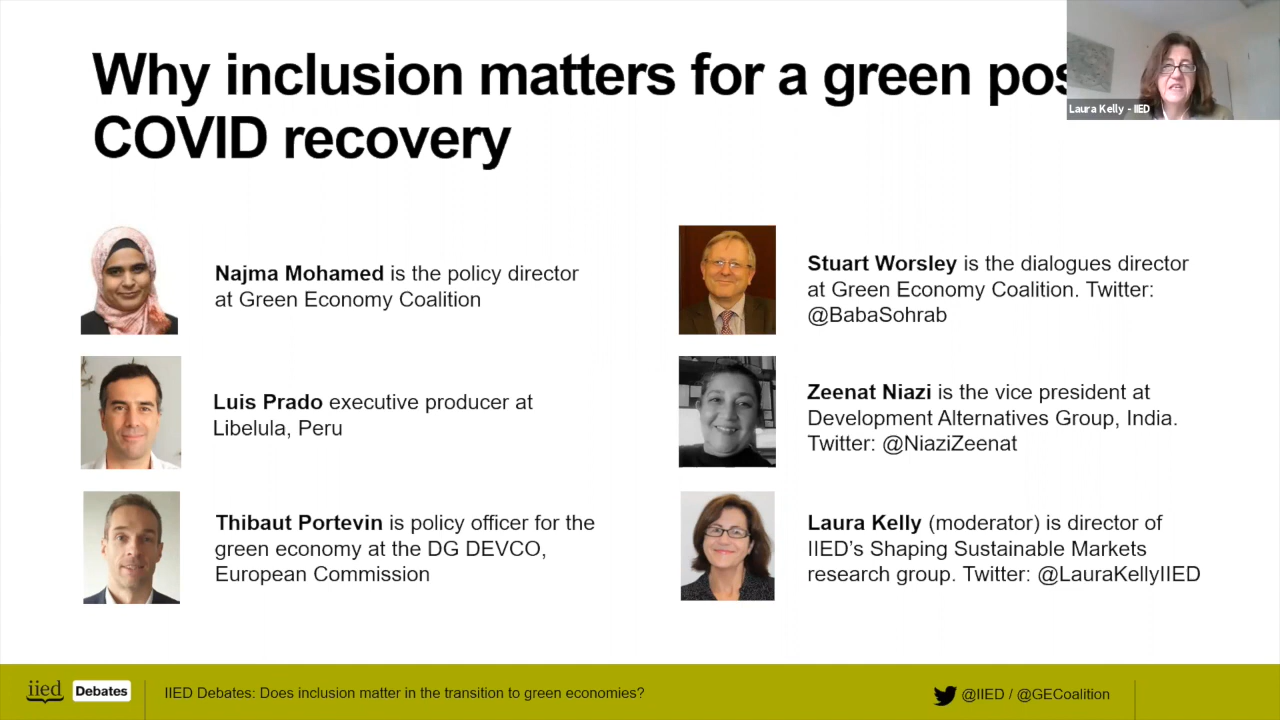 Why inclusion matters for a green pos
COVID recovery
Laura Kelly - IIED
Najma Mohamed is the policy director
at Green Economy Coalition
Stuart Worsley is the dialogues director
at Green Economy Coalition. Twitter:
@BabaSohrab
Luis Prado executive producer at
Libelula, Peru
Zeenat Niazi is the vice president at
Development Alternatives Group, India.
Twitter: @NiaziZeenat
Thibaut Portevin is policy officer for the
green economy at the DG DEVCO,
European Commission
Laura Kelly (moderator) is director of
IIED’s Shaping Sustainable Markets
research group. Twitter: @LauraKellyIIED
iied Debates
IIED Debates: Does inclusion matter in the transition to green economies?
@IIED / @GECoalition